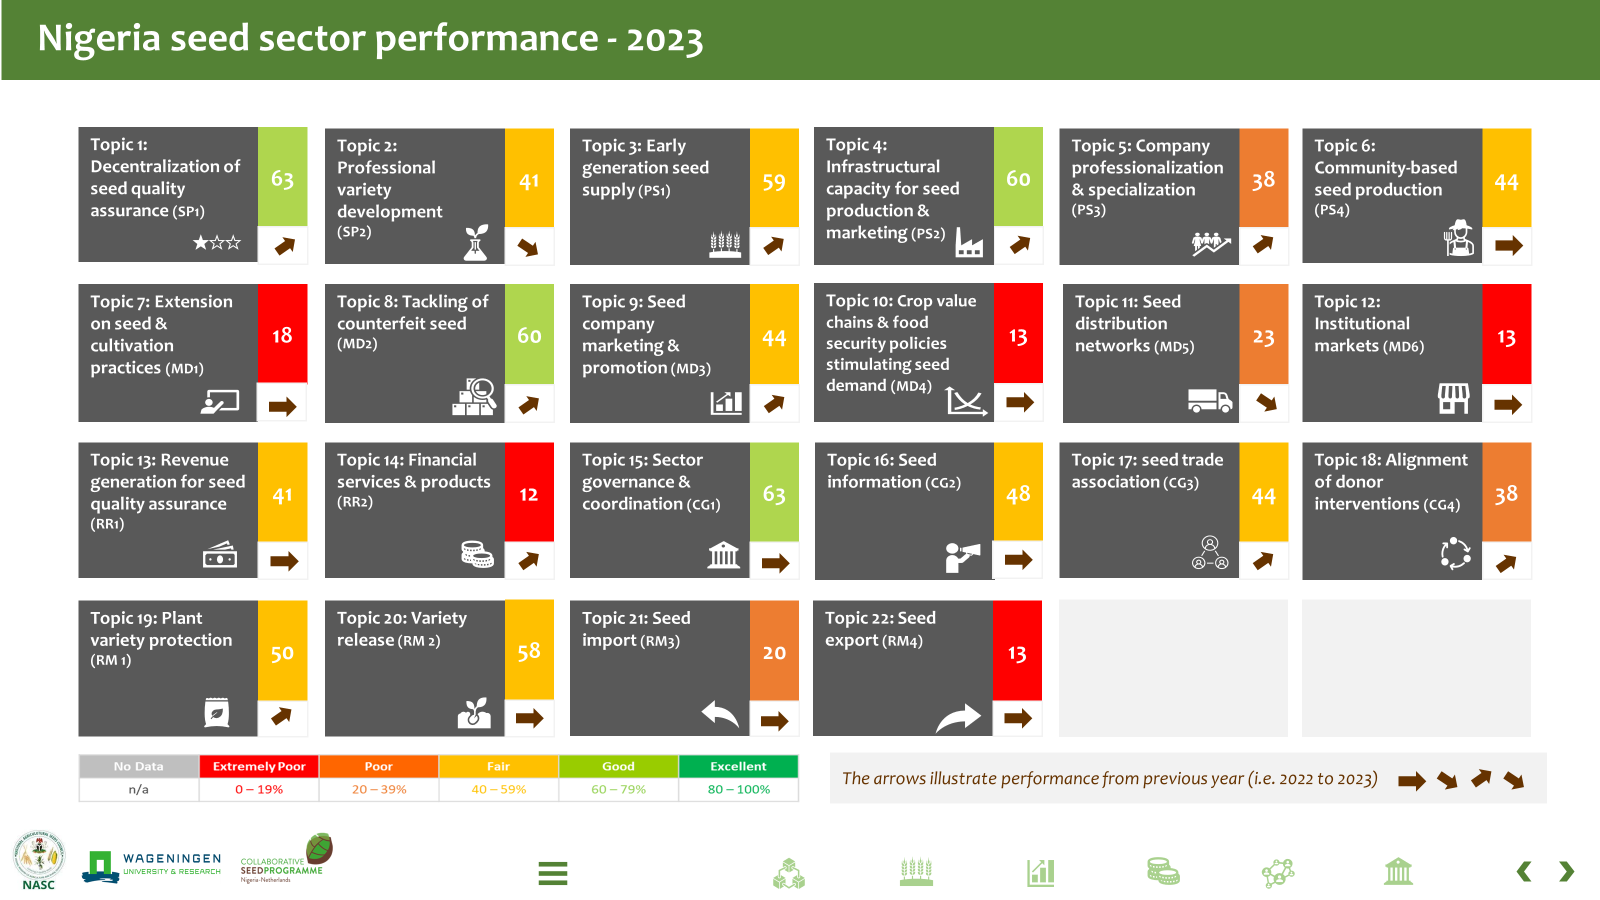 Nigeria seed sector performance - 2023
Topic 1:
Decentralization of
seed quality
assurance (SP1)
63
Topic 2:
Professional
variety
development
(SP2)
41
Topic 3: Early
generation seed
supply (PS1)
59
Topic 4:
Infrastructural
capacity for seed
production &
marketing (PS2)
60
Topic 5: Company
professionalization
& specialization
(PS3)
38
Topic 6:
Community-based
seed production
(PS4)
44
Topic 7: Extension
on seed &
cultivation
practices (MD1)
18
Topic 8: Tackling of
counterfeit seed
(MD2)
60
Topic 9: Seed
company
marketing &
promotion (MD3)
44
Topic 10: Crop value
chains & food
security policies
stimulating seed
demand (MD4)
13
Topic 11: Seed
distribution
networks (MD5)
23
Topic 12:
Institutional
markets (MD6)
13
Topic 13: Revenue
generation for seed
quality assurance
(RR1)
41
Topic 14: Financial
services & products
(RR2)
12
Topic 15: Sector
governance &
coordination (CG1)
63
Topic 16: Seed
information (CG2)
48
Topic 17: seed trade
association (CG3)
44
Topic 18: Alignment
of donor
interventions (CG4)
38
Topic 19: Plant
variety protection
(RM 1)
50
Topic 20: Variety
release (RM 2)
58
Topic 21: Seed
import (RM3)
20
Topic 22: Seed
export (RM4)
13
No Data Extremely Poor Poor Fair Good Excellent
n/a 0 – 19% 20 – 39% 40 – 59% 60 – 79% 80 – 100%
The arrows illustrate performance from previous year (i.e. 2022 to 2023)
NASC
WAGENINGEN
UNIVERSITY & RESEARCH
COLLABORATIVE
SEEDPROGRAMME
Nigeria-Netherlands